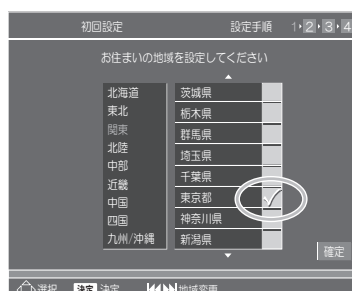 初回設定 設定手順 1▶2▶3▶4
お住まいの地域を設定してください
北海道
東北
関東
北陸
中部
近畿
中国
四国
九州/沖縄
茨城県
栃木県
群馬県
埼玉県
千葉県
東京都
神奈川県
新潟県
確定
選択 決定 決定 地域変更